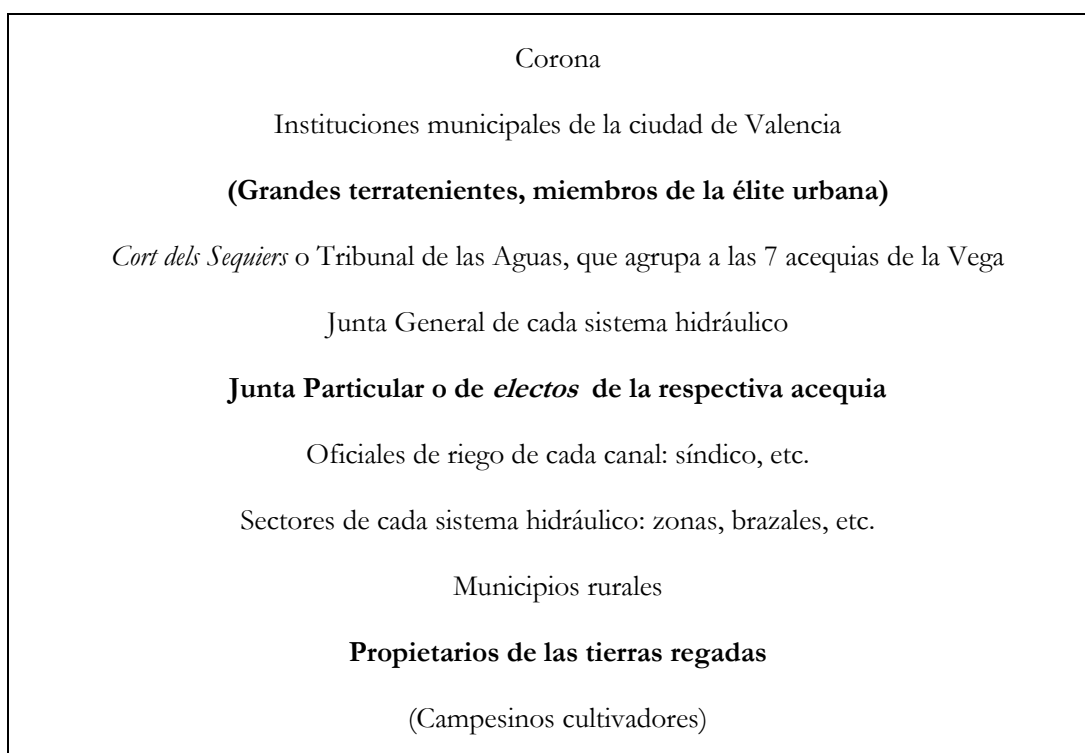 Corona
Instituciones municipales de la ciudad de Valencia
(Grandes terratenientes, miembros de la élite urbana)
Cort dels Sequiers o Tribunal de las Aguas, que agrupa a las 7 acequias de la Vega
Junta General de cada sistema hidráulico
Junta Particular o de electos de la respectiva acequia
Oficiales de riego de cada canal: síndico, etc.
Sectores de cada sistema hidráulico: zonas, brazales, etc.
Municipios rurales
Propietarios de las tierras regadas
(Campesinos cultivadores)